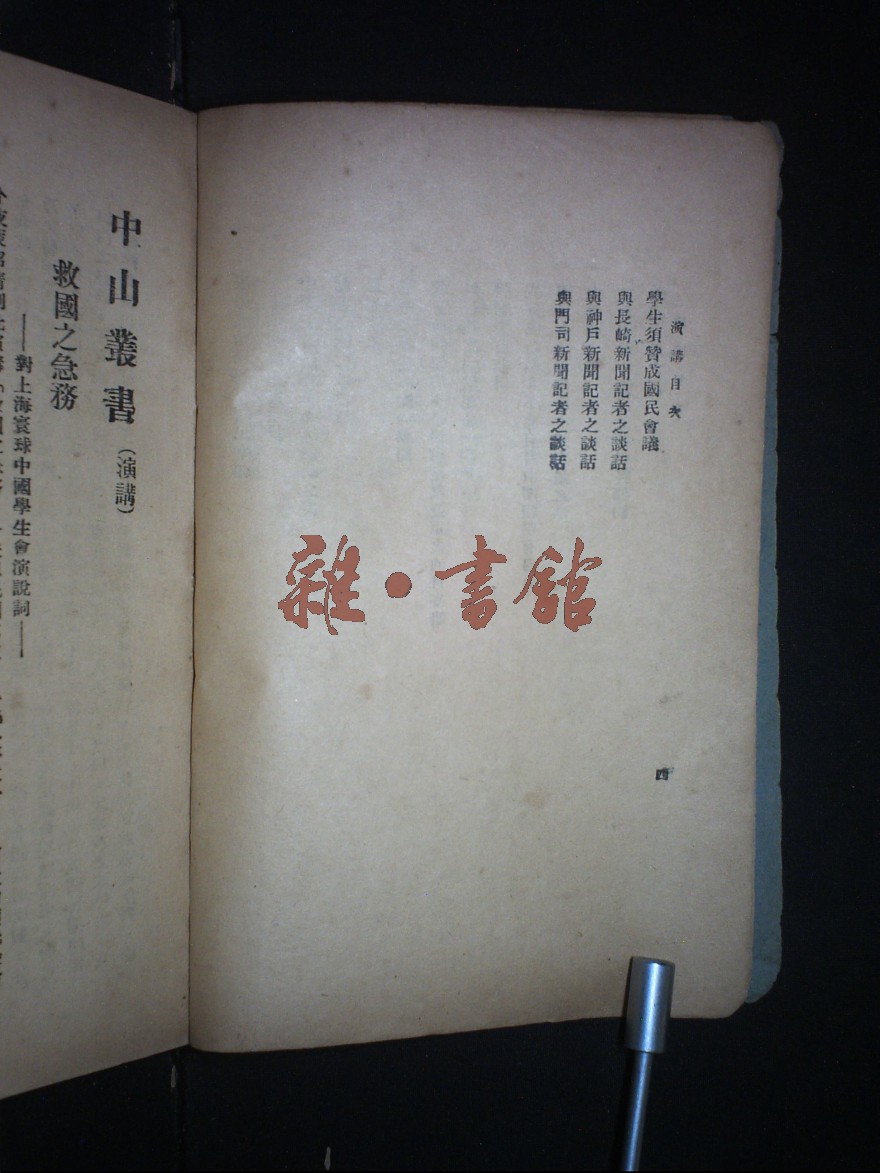 演講目次
學生須贊成國民會議
與長崎新聞記者之談話
與神戶新聞記者之談話
與門司新聞記者之談話
四
中山叢書（演講）
救國之急務
——對上海寰球中國學生會演說詞——
雜·書館